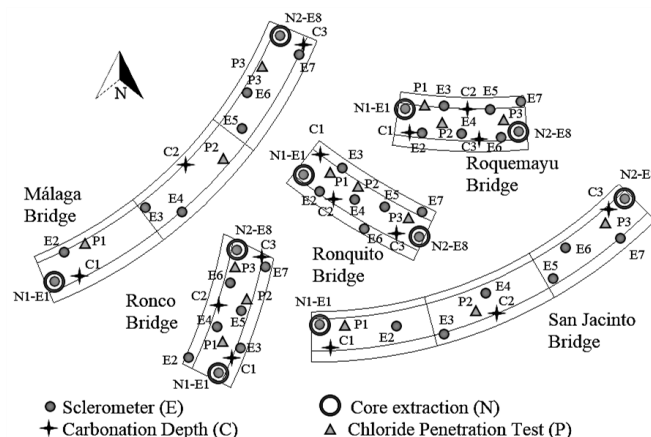 N2-E8
C3
P3
E7
P3
E6
N
E5
C2
P2
Málaga
Bridge
E3
E4
E2
P1
C1
N1-E1
P1
E3
C2
E5
E7
N1-E1
P3
C1
E4
N2-E8
E2
P2
C3
E6
Roquemayu
Bridge
C1
N1-E1
E3
P1
P2
E2
C2
E4
E5
E7
P3
E6
C3
N2-E8
Ronquito
Bridge
N2-E8
C3
E6
P3
E7
Ronco
Bridge
C2
P2
E5
E4
P1
E3
E2
C1
N1-E1
C3
N2-E8
P3
E6
E7
E5
E4
N1-E1
P2
C2
P1
E2
E3
C1
San Jacinto
Bridge
Sclerometer (E)
Core extraction (N)
Carbonation Depth (C)
Chloride Penetration Test (P)